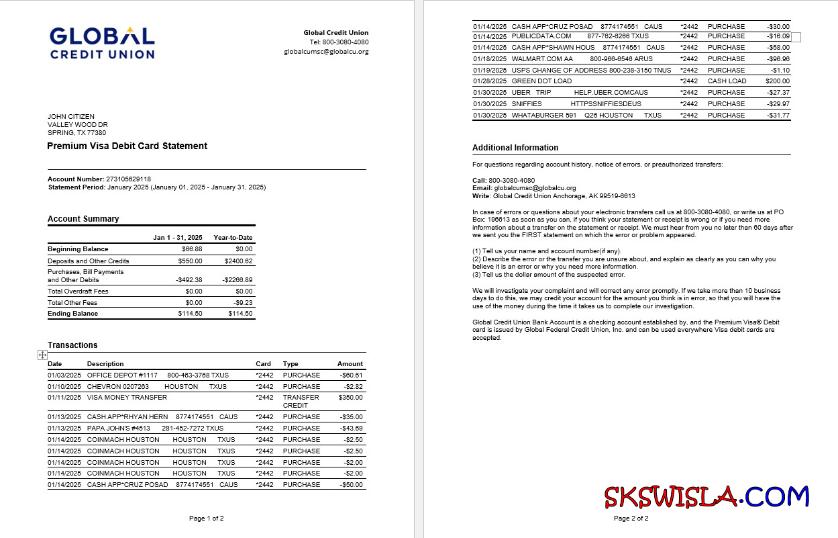 GLOBAL
CREDIT UNION
Global Credit Union
Tel: 800-3080-4080
globalcumsc@globalcu.org
JOHN CITIZEN
VALLEY WOOD DR
SPRING, TX 77380
Premium Visa Debit Card Statement
Account Number: 273105629118
Statement Period: January 2025 (January 01, 2025 - January 31, 2025)
Account Summary
Jan 1 - 31, 2025 Year-to-Date
Beginning Balance $66.88 $0.00
Deposits and Other Credits $550.00 $2400.62
Purchases, Bill Payments
and Other Debits -$492.38 -$2266.89
Total Overdraft Fees $0.00 $0.00
Total Other Fees $0.00 -$9.23
Ending Balance $114.50 $114.50
Transactions
Date Description Card Type Amount
01/03/2025 OFFICE DEPOT #1117 800-463-3768 TXUS *2442 PURCHASE -$60.61
01/10/2025 CHEVRON 0207263 HOUSTON TXUS *2442 PURCHASE -$2.82
01/11/2025 VISA MONEY TRANSFER *2442 TRANSFER $350.00
CREDIT
01/13/2025 CASH APP*RHYAN HERN 8774174551 CAUS *2442 PURCHASE -$35.00
01/13/2025 PAPA JOHN'S #4513 281-452-7272 TXUS *2442 PURCHASE -$43.69
01/14/2025 COINMACH HOUSTON HOUSTON TXUS *2442 PURCHASE -$2.50
01/14/2025 COINMACH HOUSTON HOUSTON TXUS *2442 PURCHASE -$2.50
01/14/2025 COINMACH HOUSTON HOUSTON TXUS *2442 PURCHASE -$2.00
01/14/2025 COINMACH HOUSTON HOUSTON TXUS *2442 PURCHASE -$2.00
01/14/2025 CASH APP*CRUZ POSAD 8774174551 CAUS *2442 PURCHASE -$50.00
Page 1 of 2
01/14/2025 CASH APP*CRUZ POSAD 8774174551 CAUS *2442 PURCHASE -$30.00
01/14/2025 PUBLICDATA.COM 877-762-6266 TXUS *2442 PURCHASE -$16.09
01/14/2025 CASH APP*SHAWN HOUS 8774174551 CAUS *2442 PURCHASE -$58.00
01/18/2025 WALMART.COM AA 800-966-6546 ARUS *2442 PURCHASE -$96.96
01/19/2025 USPS CHANGE OF ADDRESS 800-238-3150 TNUS *2442 PURCHASE -$1.10
01/28/2025 GREEN DOT LOAD *2442 CASH LOAD $200.00
01/30/2025 UBER TRIP HELP.UBER.COMCAUS *2442 PURCHASE -$27.37
01/30/2025 SNIFFIES HTTPSSNIFFIESDEUS *2442 PURCHASE -$29.97
01/30/2025 WHATABURGER 591 Q26 HOUSTON TXUS *2442 PURCHASE -$31.77
Additional Information
For questions regarding account history, notice of errors, or preauthorized transfers:
Call: 800-3080-4080
Email: globalcumsc@globalcu.org
Write: Global Credit Union Anchorage, AK 99519-6613
In case of errors or questions about your electronic transfers call us at 800-3080-4080, or write us at PO
Box: 196613 as soon as you can, if you think your statement or receipt is wrong or if you need more
information about a transfer on the statement or receipt. We must hear from you no later than 60 days after
we sent you the FIRST statement on which the error or problem appeared.
(1) Tell us your name and account number(if any).
(2) Describe the error or the transfer you are unsure about, and explain as clearly as you can why you
believe it is an error or why you need more information.
(3) Tell us the dollar amount of the suspected error.
We will investigate your complaint and will correct any error promptly. If we take more than 10 business
days to do this, we may credit your account for the amount you think is in error, so that you will have the
use of the money during the time it takes us to complete our investigation.
Global Credit Union Bank Account is a checking account established by, and the Premium Visa® Debit
card is issued by Global Federal Credit Union, Inc. and can be used everywhere Visa debit cards are
accepted.
SKSWISLA.COM
Page 2 of 2